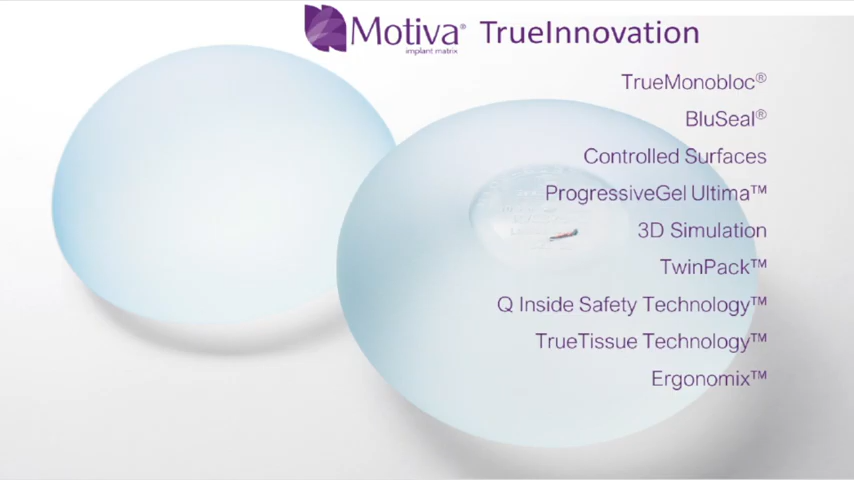 Motiva® TrueInnovation
implant matrix
TrueMonobloc®
BluSeal®
Controlled Surfaces
ProgressiveGel Ultima™
3D Simulation
TwinPack™
Q Inside Safety Technology™
TrueTissue Technology™
Ergonomix™